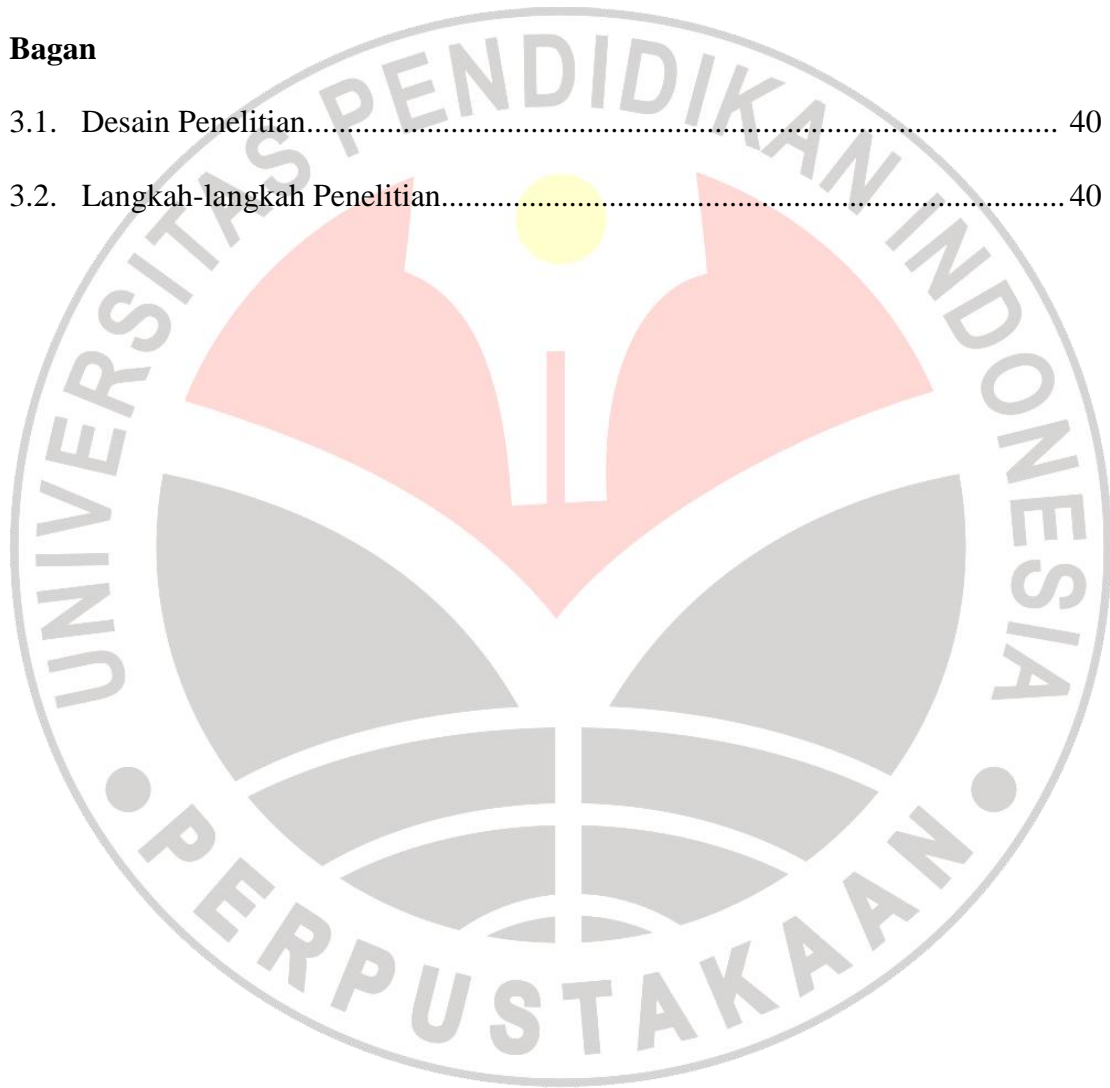 Bagan
3.1. Desain Penelitian.............................................................................................. 40
3.2. Langkah-langkah Penelitian.............................................................................. 40
UNIVERSITAS PENDIDIKAN INDONESIA
PERPUSTAKAAN